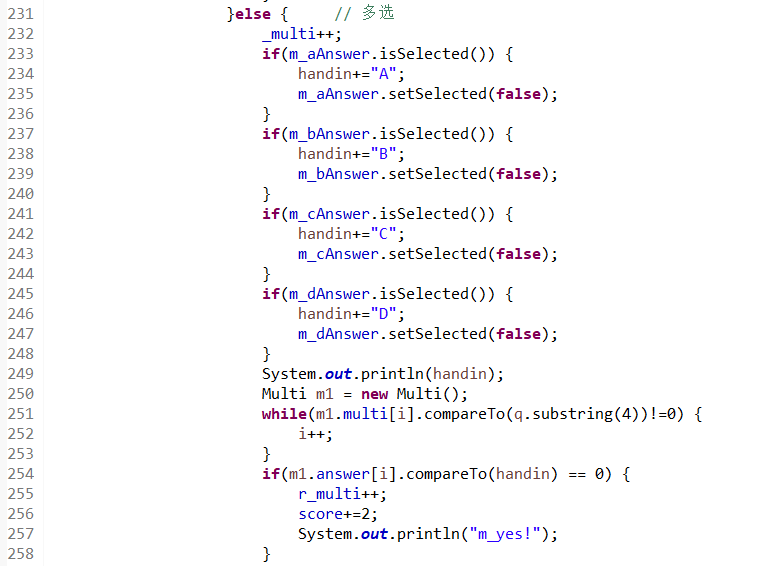 231 }else { // 多选
232 _multi++;
233 if(m_aAnswer.isSelected()) {
234 handin+="A";
235 m_aAnswer.setSelected(false);
236 }
237 if(m_bAnswer.isSelected()) {
238 handin+="B";
239 m_bAnswer.setSelected(false);
240 }
241 if(m_cAnswer.isSelected()) {
242 handin+="C";
243 m_cAnswer.setSelected(false);
244 }
245 if(m_dAnswer.isSelected()) {
246 handin+="D";
247 m_dAnswer.setSelected(false);
248 }
249 System.out.println(handin);
250 Multi m1 = new Multi();
251 while(m1.multi[i].compareTo(q.substring(4))!=0) {
252 i++;
253 }
254 if(m1.answer[i].compareTo(handin) == 0) {
255 r_multi++;
256 score+=2;
257 System.out.println("m_yes!");
258 }